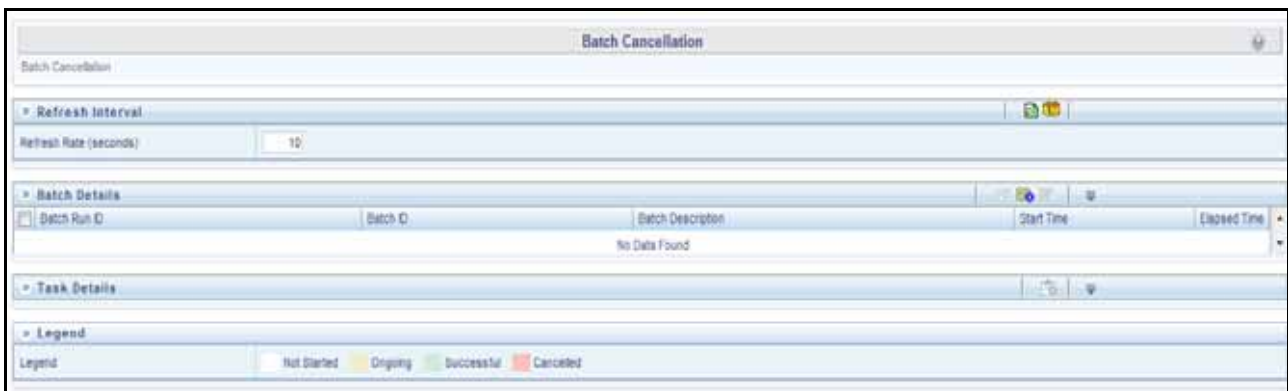 Batch Cancellation
Batch Cancellation
Refresh Interval
Refresh Rate (seconds) 10
Batch Details
Batch Run ID Batch ID Batch Description Start Time Elapsed Time
No Data Found
Task Details
Legend
Legend Not Started Ongoing Successful Cancelled